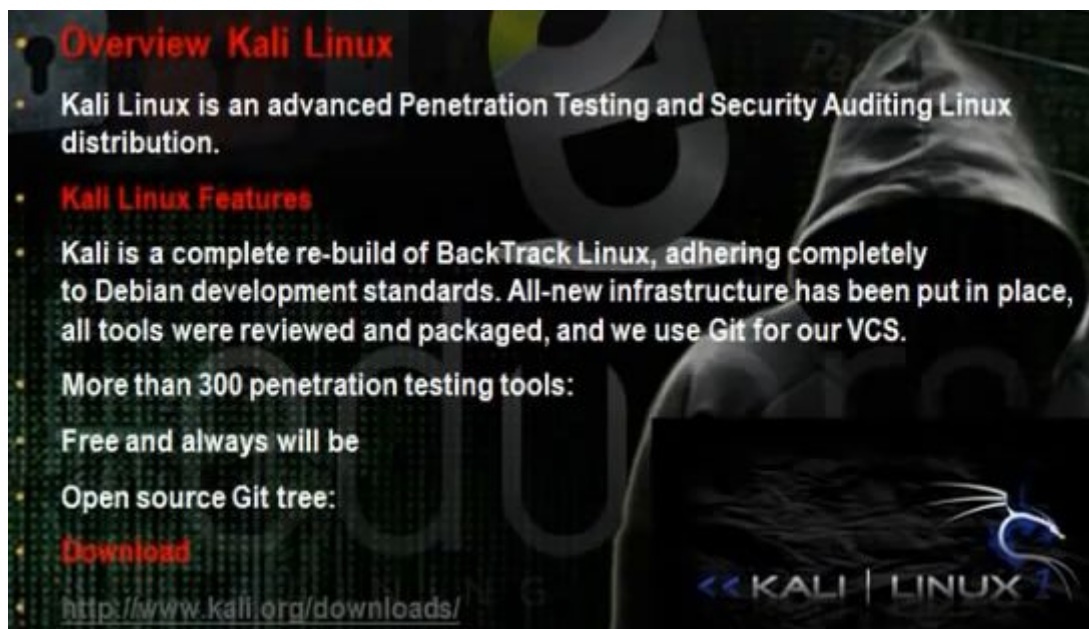 Overview Kali Linux
Kali Linux is an advanced Penetration Testing and Security Auditing Linux
distribution.
Kali Linux Features
Kali is a complete re-build of BackTrack Linux, adhering completely
to Debian development standards. All-new infrastructure has been put in place,
all tools were reviewed and packaged, and we use Git for our VCS.
More than 300 penetration testing tools:
Free and always will be
Open source Git tree:
Download
http://www.kali.org/downloads/
<< KALI | LINUX